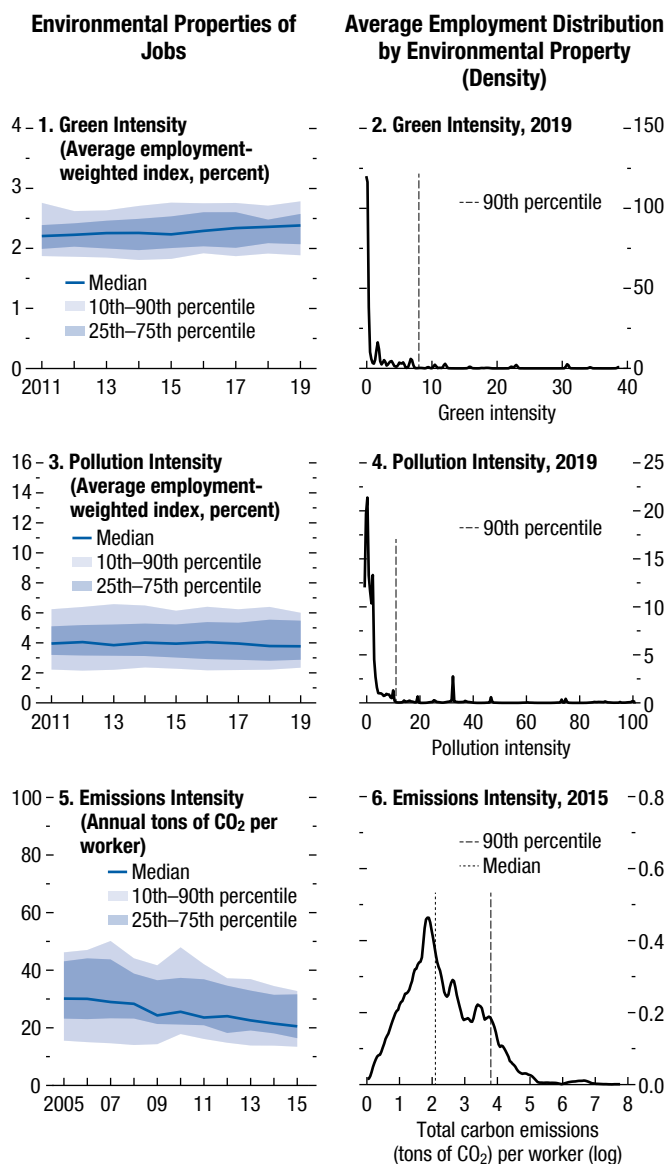 Environmental Properties of
Jobs
Average Employment Distribution
by Environmental Property
(Density)
1. Green Intensity
(Average employment-
weighted index, percent)
4
3
2
1
0
Median
10th–90th percentile
25th–75th percentile
2011 13 15 17 19
2. Green Intensity, 2019
90th percentile
150
100
50
0
0 10 20 30 40
Green intensity
3. Pollution Intensity
(Average employment-
weighted index, percent)
Median
10th–90th percentile
25th–75th percentile
16
14
12
10
8
6
4
2
0
2011 13 15 17 19
4. Pollution Intensity, 2019
90th percentile
25
20
15
10
5
0
0 20 40 60 80 100
Pollution intensity
5. Emissions Intensity
(Annual tons of CO₂ per
worker)
Median
10th–90th percentile
25th–75th percentile
100
80
60
40
20
0
2005 07 09 11 13 15
6. Emissions Intensity, 2015
90th percentile
Median
0.8
0.6
0.4
0.2
0
0 1 2 3 4 5 6 7 8
Total carbon emissions
(tons of CO₂) per worker (log)